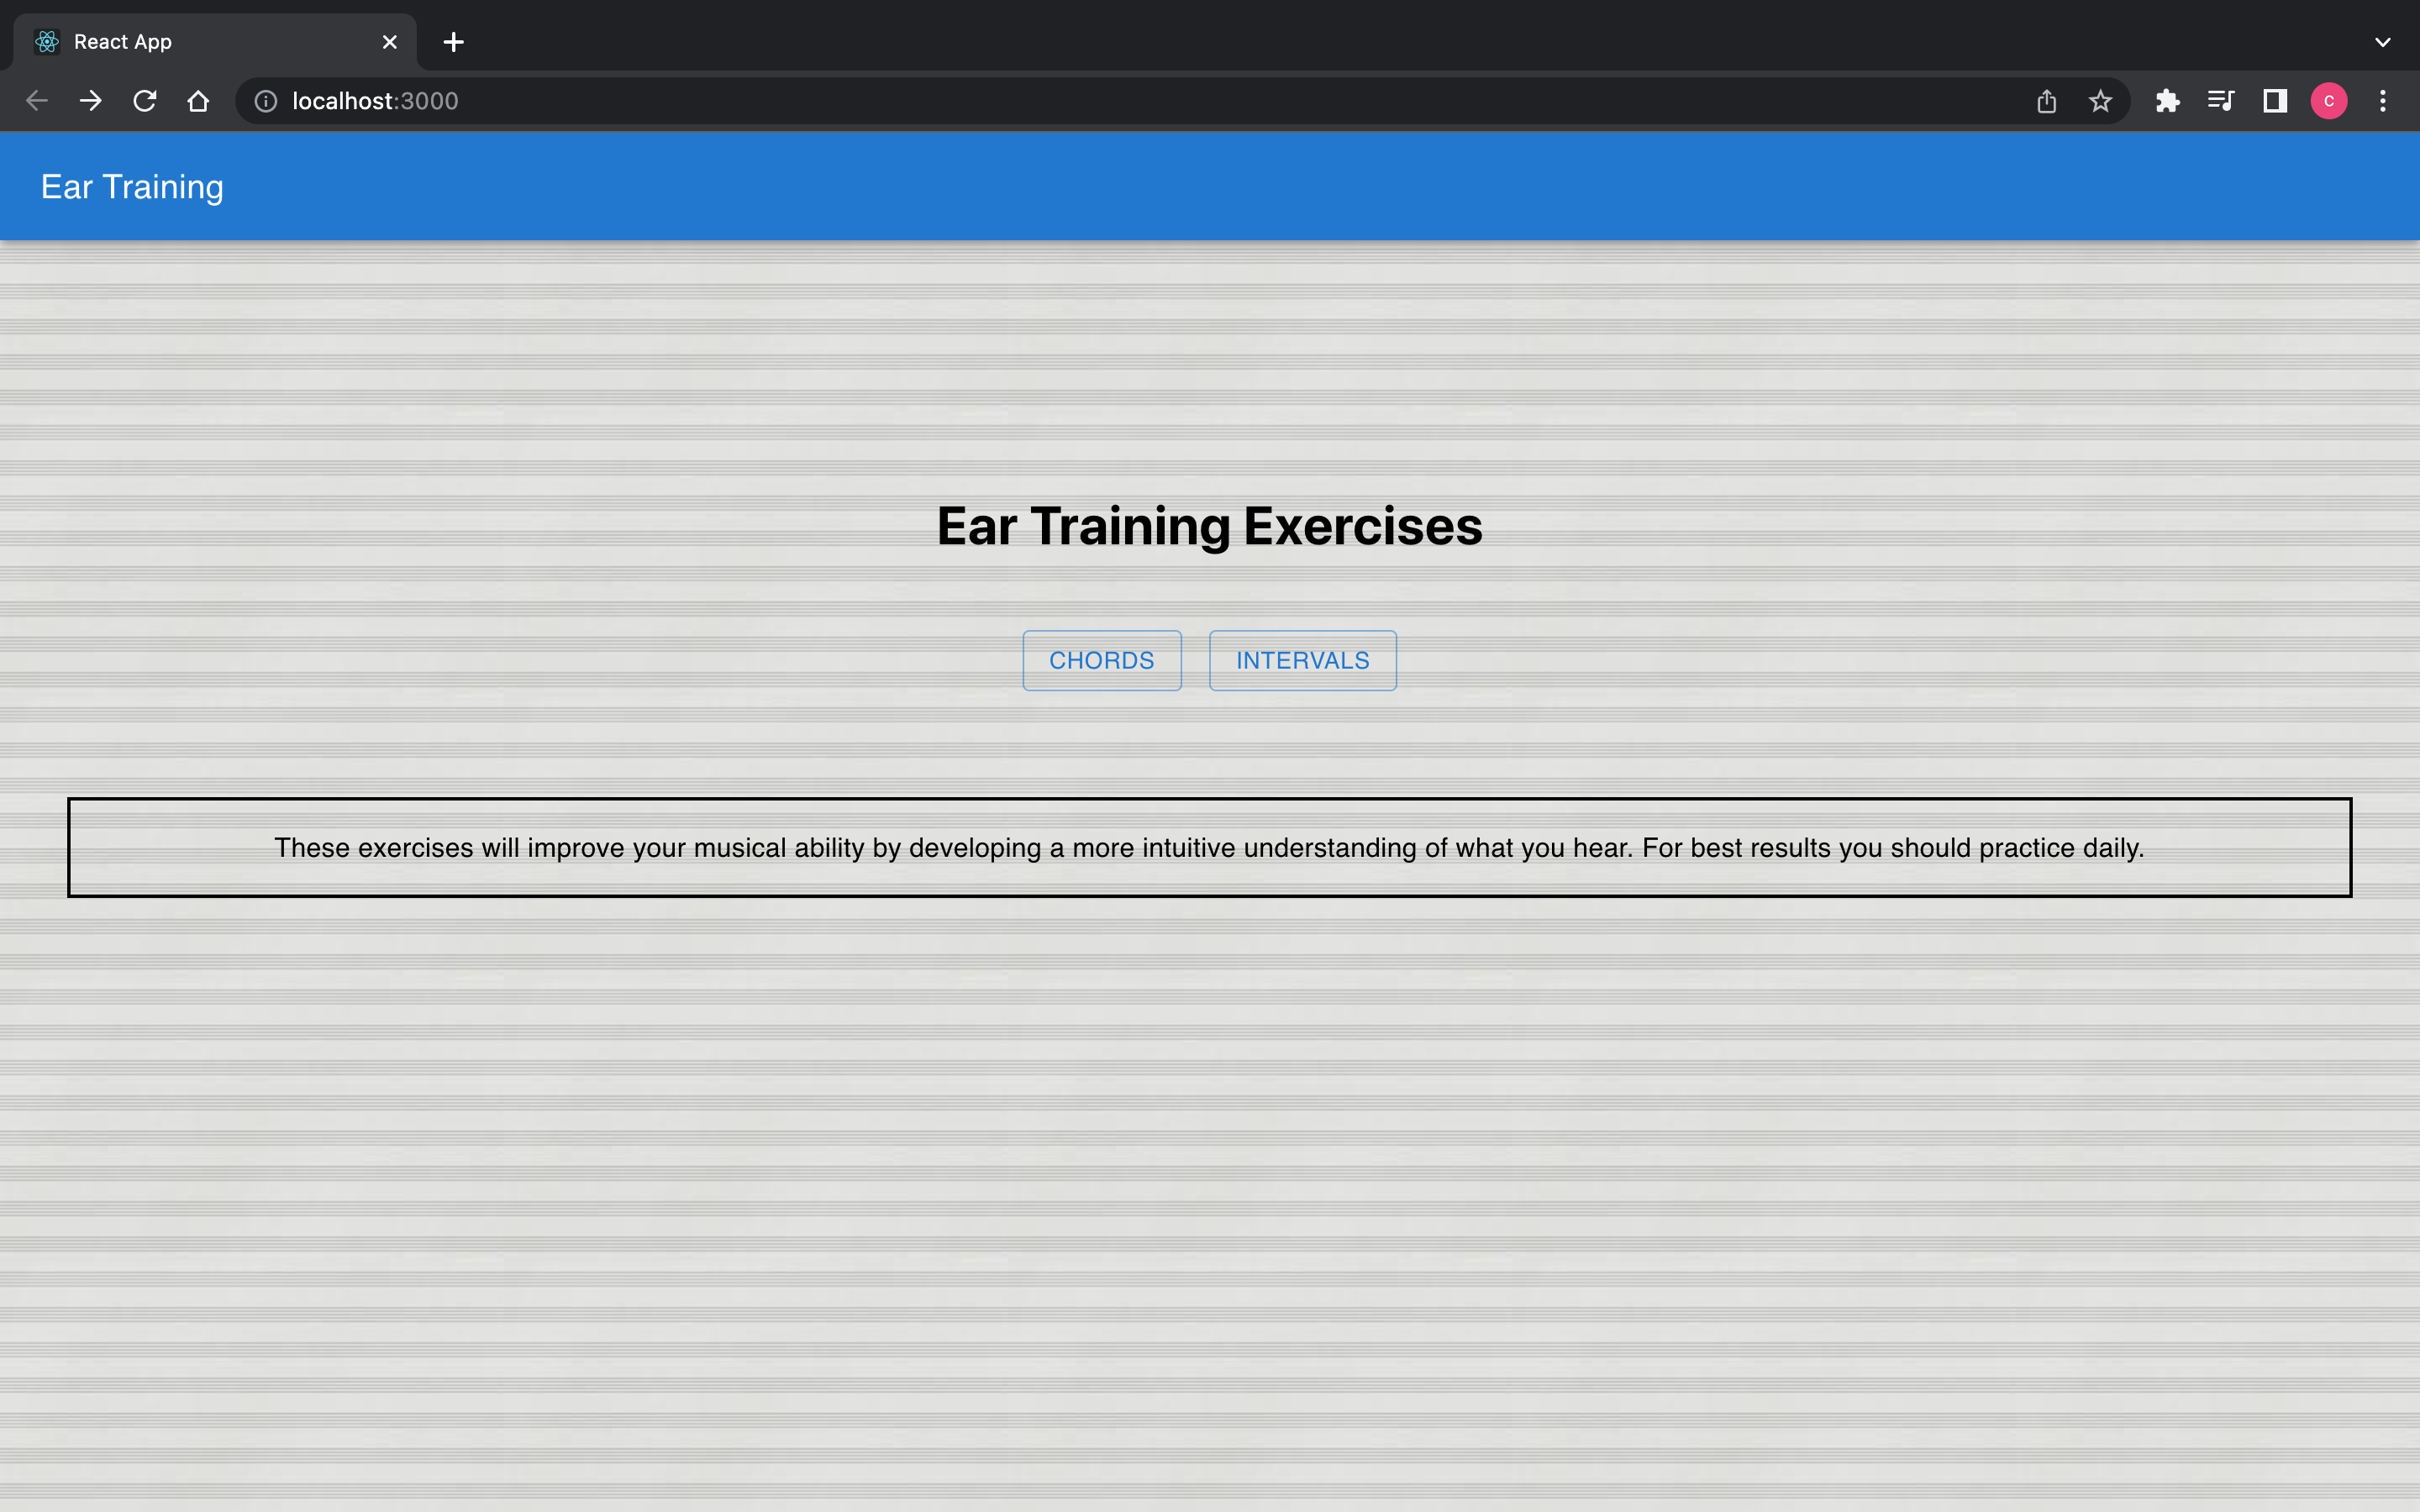 React App
localhost:3000
C
Ear Training
Ear Training Exercises
CHORDS INTERVALS
These exercises will improve your musical ability by developing a more intuitive understanding of what you hear. For best results you should practice daily.